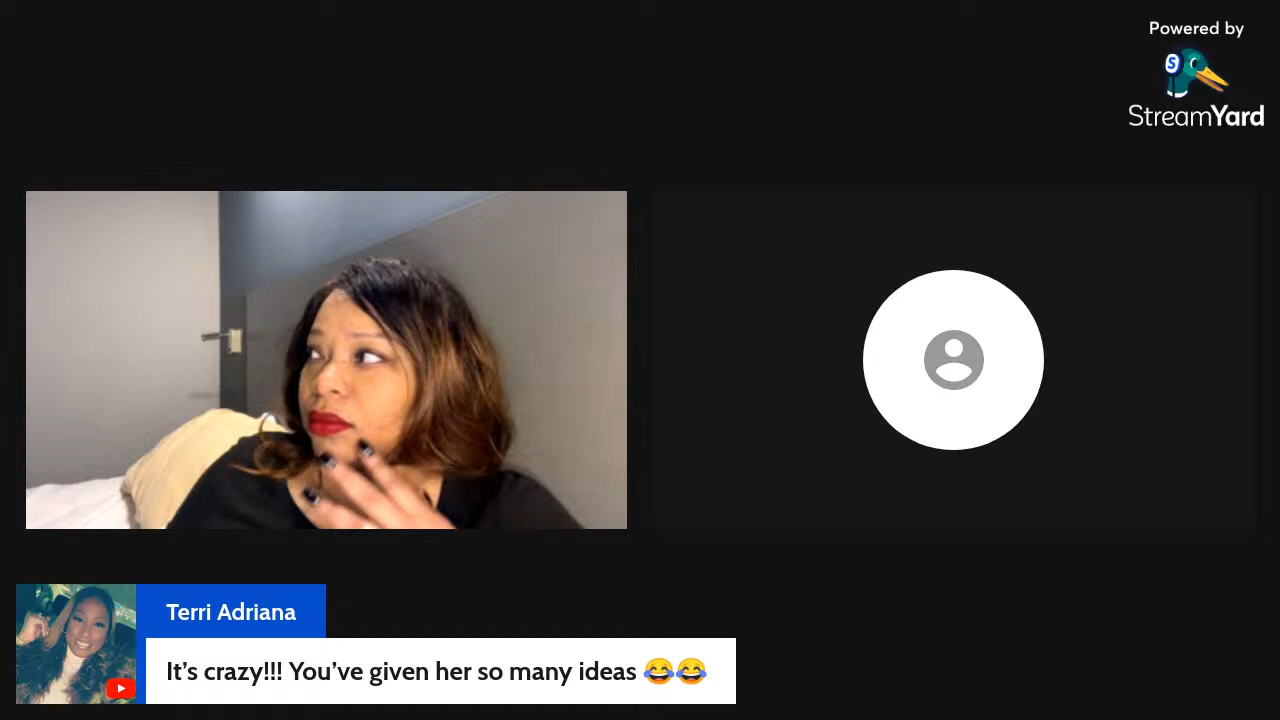 Powered by
S
StreamYard
Terri Adriana
It’s crazy!!! You’ve given her so many ideas 😂😂